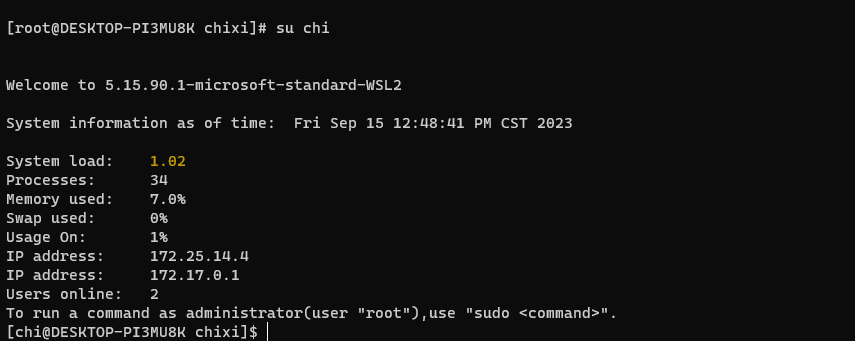 [root@DESKTOP-PI3MU8K chixi]# su chi
Welcome to 5.15.90.1-microsoft-standard-WSL2
System information as of time:  Fri Sep 15 12:48:41 PM CST 2023
System load:    1.02
Processes:      34
Memory used:    7.0%
Swap used:      0%
Usage On:       1%
IP address:     172.25.14.4
IP address:     172.17.0.1
Users online:   2
To run a command as administrator(user "root"),use "sudo <command>".
[chi@DESKTOP-PI3MU8K chixi]$